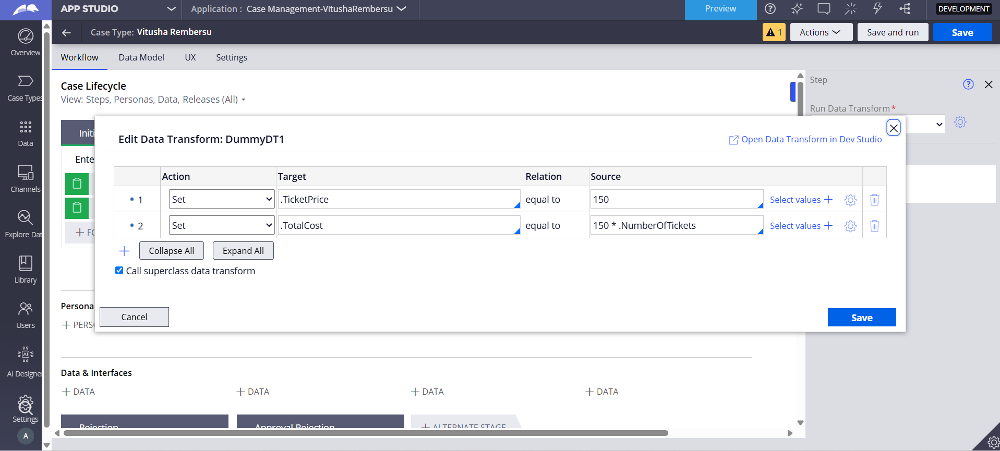 APP STUDIO
Application : Case Management-VitushaRembersu
Preview
DEVELOPMENT
Case Type: Vitusha Rembersu
1
Actions
Save and run
Save
Overview
Case Types
Data
Channels
Explore Dat
Library
Users
AI
AI Designe
Settings
A
Workflow
Data Model
UX
Settings
Case Lifecycle
View: Steps, Personas, Data, Releases (All)
Initi
Ente
FO
Persona
PERSO
Step
Run Data Transform*
Edit Data Transform: DummyDT1
Open Data Transform in Dev Studio
Action Target Relation Source
1 Set .TicketPrice equal to 150 Select values
2 Set .TotalCost equal to 150 * .NumberOfTickets Select values
Collapse All
Expand All
Call superclass data transform
Cancel
Save
Data & Interfaces
DATA DATA DATA DATA
Rejection
Approval Rejection
ALTERNATE STAGE